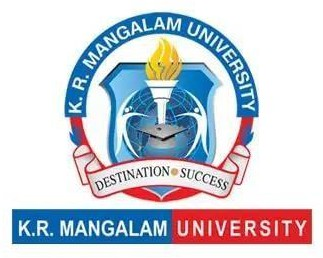 K. R. MANGALAM UNIVERSITY
DESTINATION • SUCCESS
K.R. MANGALAM UNIVERSITY